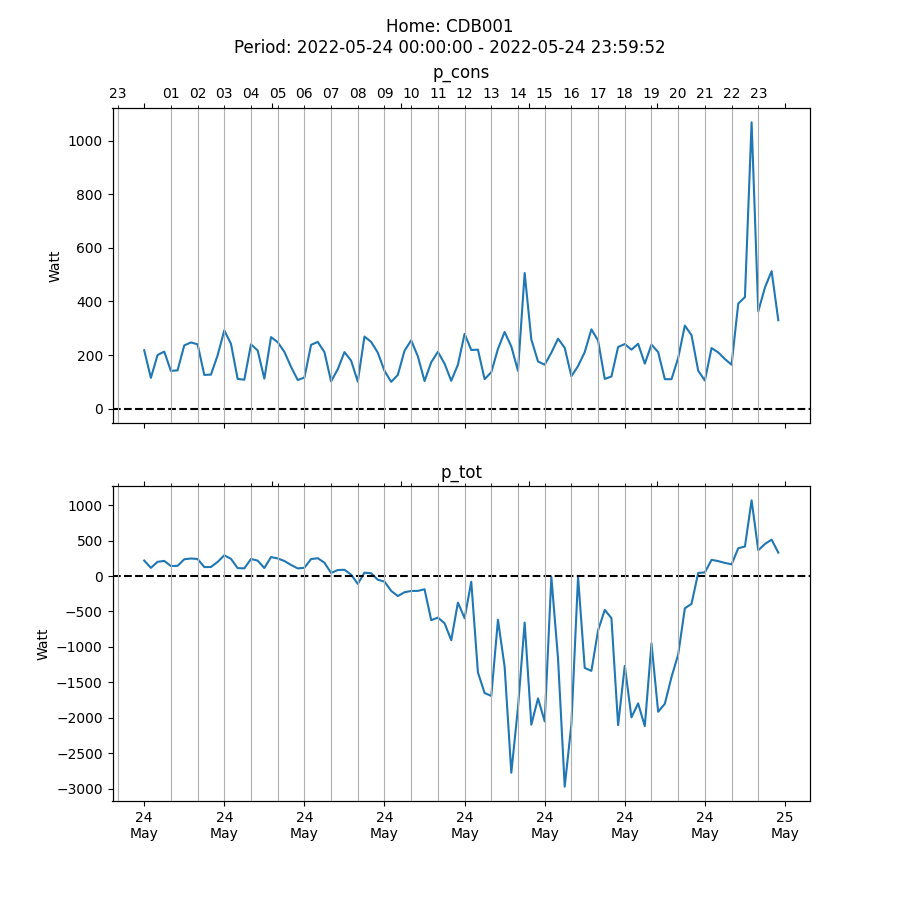 Home: CDB001
Period: 2022-05-24 00:00:00 - 2022-05-24 23:59:52
p_cons
23 01 02 03 04 05 06 07 08 09 10 11 12 13 14 15 16 17 18 19 20 21 22 23
1000
800
600
400
200
0
Watt
p_tot
1000
500
0
−500
−1000
−1500
−2000
−2500
−3000
Watt
24 24 24 24 24 24 24 24 25
May May May May May May May May May